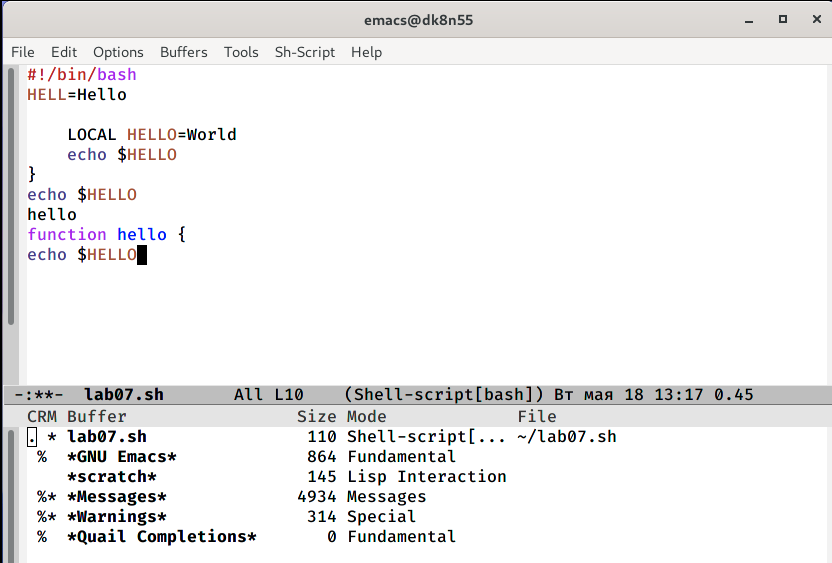 emacs@dk8n55
File Edit Options Buffers Tools Sh-Script Help
#!/bin/bash
HELL=Hello
LOCAL HELLO=World
echo $HELLO
}
echo $HELLO
hello
function hello {
echo $HELLO
-:**- lab07.sh All L10 (Shell-script[bash]) Вт мая 18 13:17 0.45
CRM Buffer Size Mode File
. * lab07.sh 110 Shell-script[... ~/lab07.sh
% *GNU Emacs* 864 Fundamental
*scratch* 145 Lisp Interaction
%* *Messages* 4934 Messages
%* *Warnings* 314 Special
% *Quail Completions* 0 Fundamental